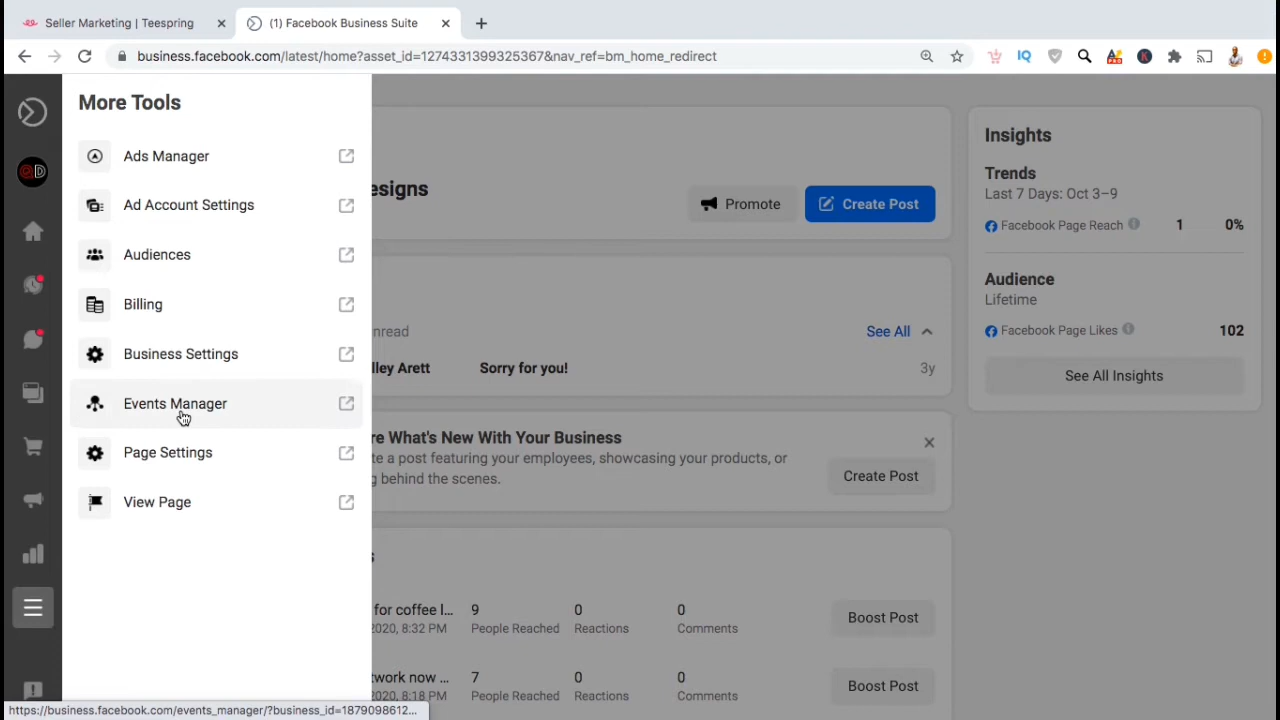 Seller Marketing | Teespring
(1) Facebook Business Suite
business.facebook.com/latest/home?asset_id=1274331399325367&nav_ref=bm_home_redirect
IQ
PRO
K
More Tools
Ads Manager
Ad Account Settings
Audiences
Billing
Business Settings
Events Manager
Page Settings
View Page
esigns
Promote
Create Post
nread
See All
lley Arett
Sorry for you!
3y
re What's New With Your Business
te a post featuring your employees, showcasing your products, or
g behind the scenes.
Create Post
s
for coffee l...
9
0
0
2020, 8:32 PM
People Reached
Reactions
Comments
Boost Post
twork now ...
7
0
0
2020, 8:18 PM
People Reached
Reactions
Comments
Boost Post
Insights
Trends
Last 7 Days: Oct 3–9
Facebook Page Reach
1
0%
Audience
Lifetime
Facebook Page Likes
102
See All Insights
https://business.facebook.com/events_manager/?business_id=1879098612...